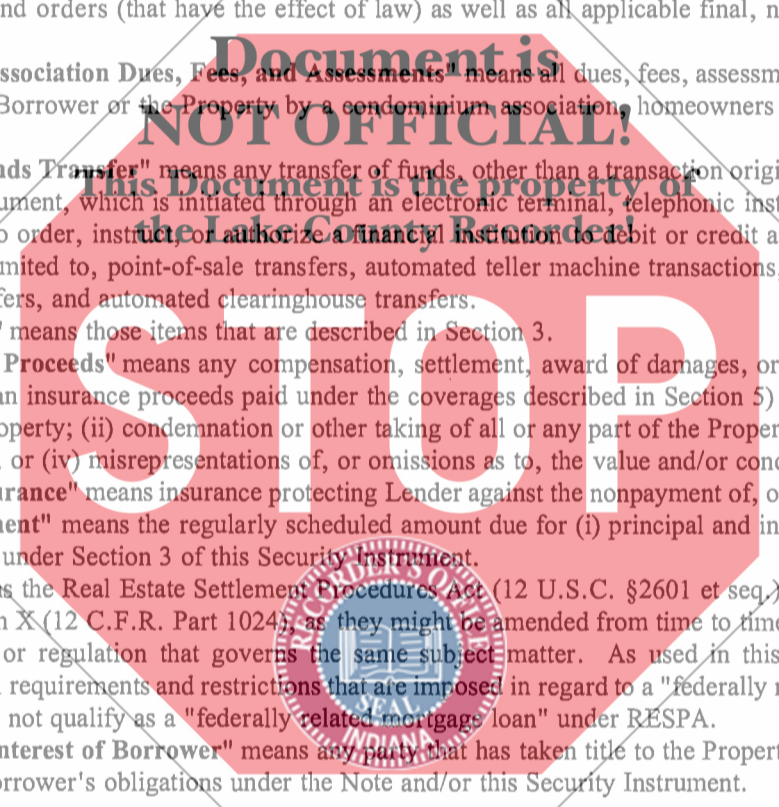 nd orders (that have the effect of law) as well as all applicable final, n
Document is
ssociation Dues, Fees, and Assessments" means all dues, fees, assessm
Borrower or the Property by a condominium association, homeowners
NOT OFFICIAL!
nds Transfer" means any transfer of funds, other than a transaction origi
This Document is the property of
ument, which is initiated through an electronic terminal, telephonic inst
the Lake County Recorder!
o order, instruct, or authorize a financial institution to debit or credit a
mited to, point-of-sale transfers, automated teller machine transactions,
fers, and automated clearinghouse transfers.
" means those items that are described in Section 3.
STOP
Proceeds" means any compensation, settlement, award of damages, or
an insurance proceeds paid under the coverages described in Section 5)
operty; (ii) condemnation or other taking of all or any part of the Proper
or (iv) misrepresentations of, or omissions as to, the value and/or cond
urance" means insurance protecting Lender against the nonpayment of, o
ent" means the regularly scheduled amount due for (i) principal and in
under Section 3 of this Security Instrument.
s the Real Estate Settlement Procedures Act (12 U.S.C. §2601 et seq.)
n X (12 C.F.R. Part 1024), as they might be amended from time to time
or regulation that governs the same subject matter. As used in this
requirements and restrictions that are imposed in regard to a "federally r
not qualify as a "federally related mortgage loan" under RESPA.
nterest of Borrower" means any party that has taken title to the Propert
orrower's obligations under the Note and/or this Security Instrument.
RECORDER'S OFFICE
SEAL
INDIANA